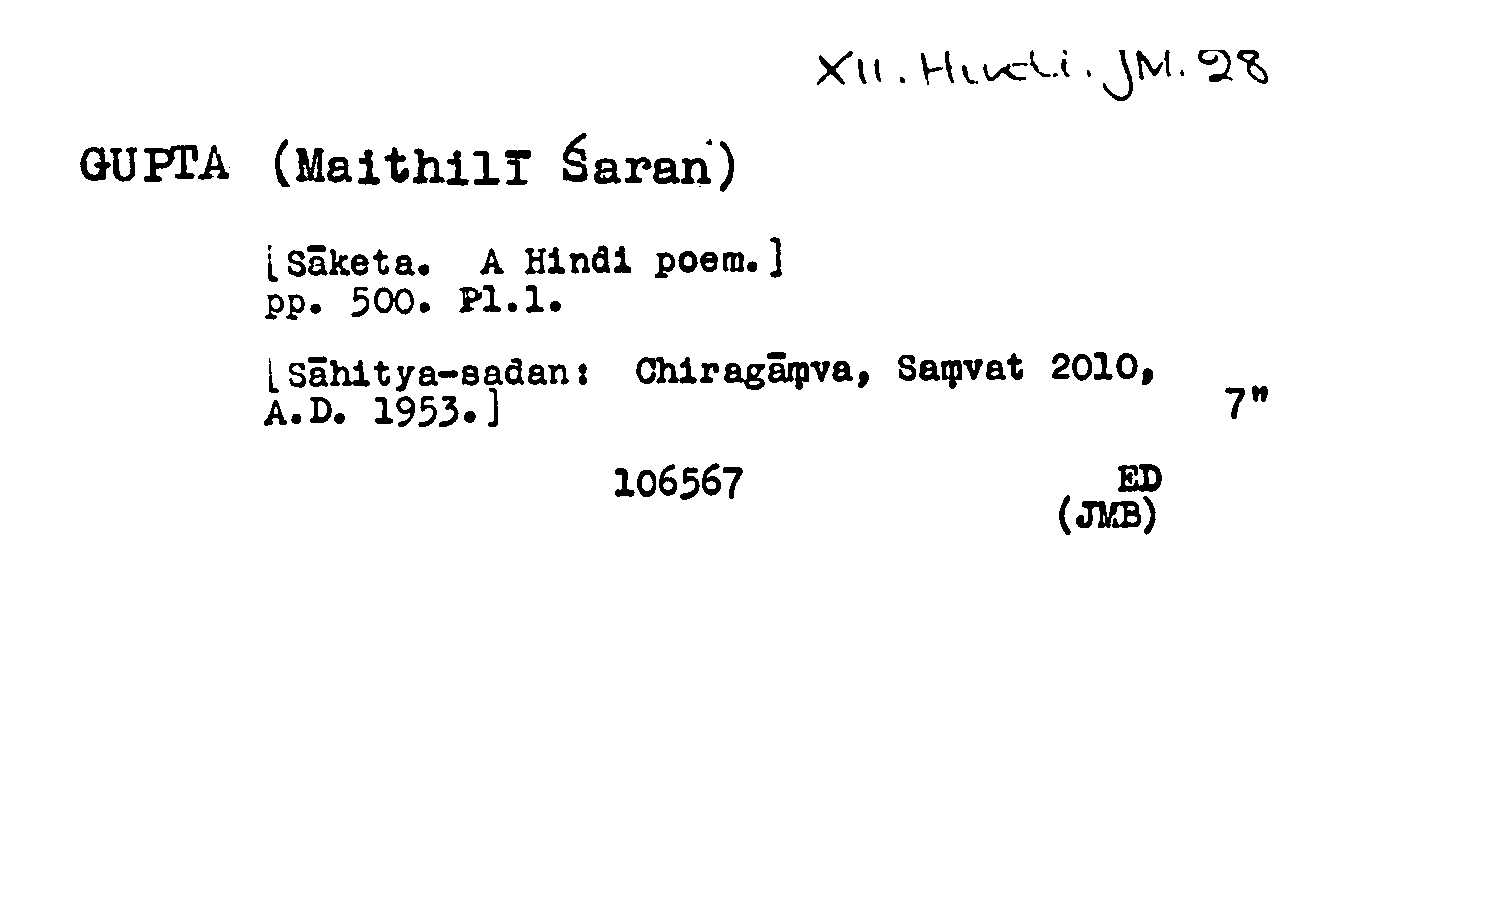 XII. Hindi. JM. 28
GUPTA (Maithilī Śaran)
[Sāketa. A Hindi poem.]
pp. 500. Pl.1.
[Sāhitya-sadan: Chiragāṃva, Saṃvat 2010,
A.D. 1953.] 7"
106567 ED
(JMB)